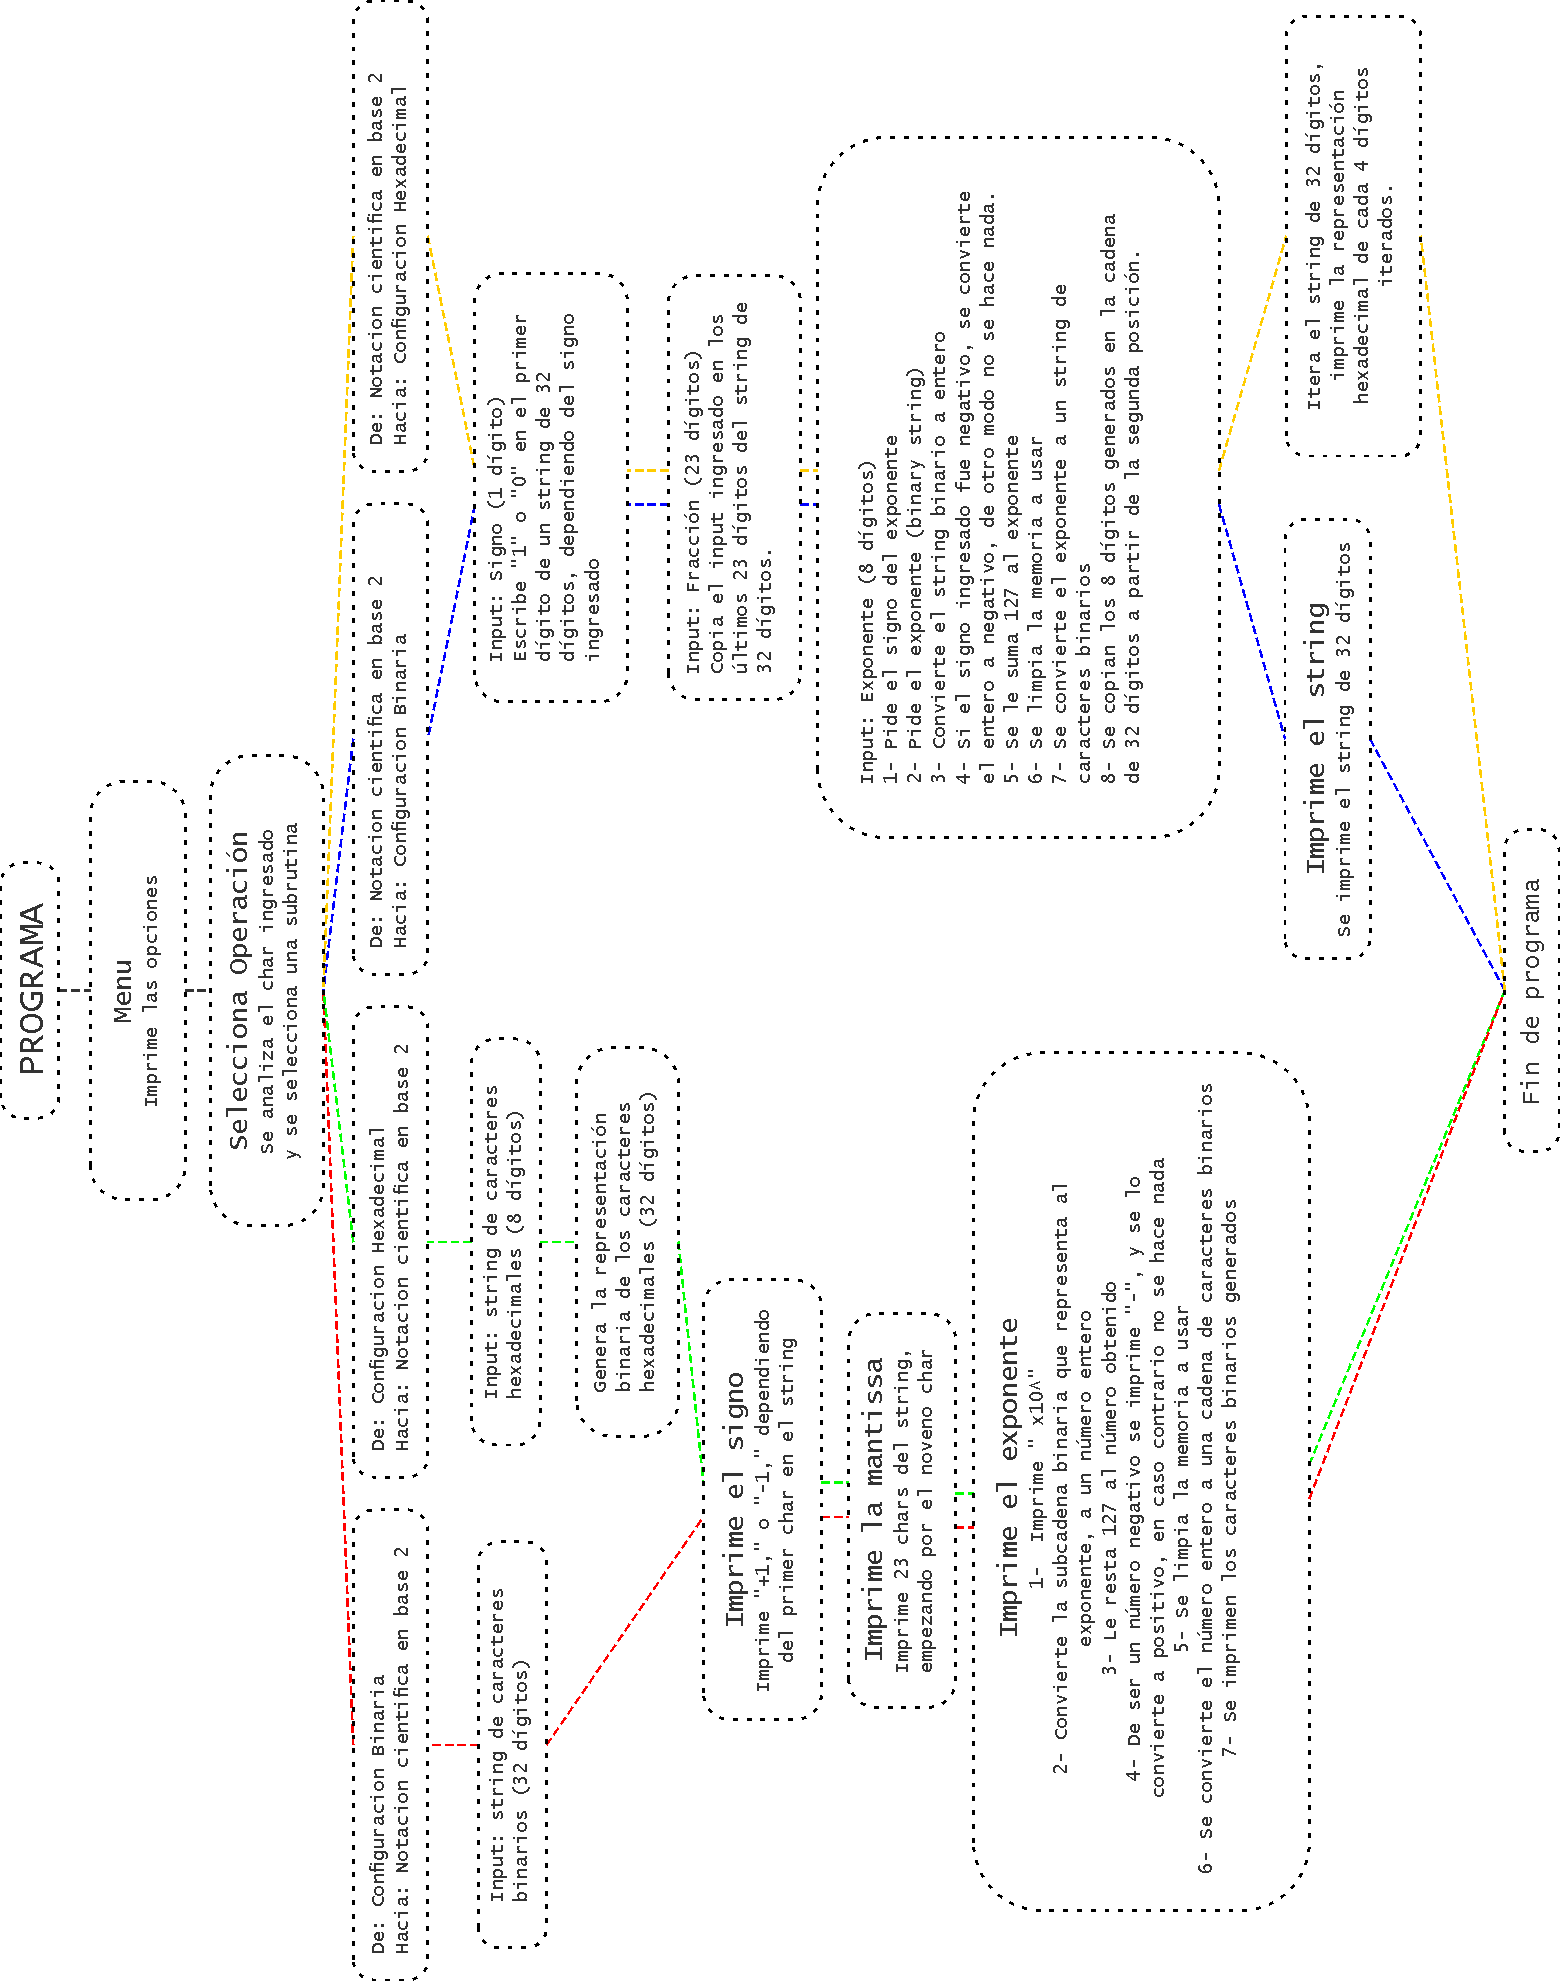 PROGRAMA
Menu
Imprime las opciones
Selecciona Operación
Se analiza el char ingresado
y se selecciona una subrutina
De: Configuracion Binaria
Hacia: Notacion cientifica en base 2
De: Configuracion Hexadecimal
Hacia: Notacion cientifica en base 2
De: Notacion cientifica en base 2
Hacia: Configuracion Binaria
De: Notacion cientifica en base 2
Hacia: Configuracion Hexadecimal
Input: string de caracteres
binarios (32 dígitos)
Input: string de caracteres
hexadecimales (8 dígitos)
Genera la representación
binaria de los caracteres
hexadecimales (32 dígitos)
Imprime el signo
Imprime "+1," o "-1," dependiendo
del primer char en el string
Imprime la mantissa
Imprime 23 chars del string,
empezando por el noveno char
Imprime el exponente
1- Imprime " x10^"
2- Convierte la subcadena binaria que representa al
exponente, a un número entero
3- Le resta 127 al número obtenido
4- De ser un número negativo se imprime "-", y se lo
convierte a positivo, en caso contrario no se hace nada
5- Se limpia la memoria a usar
6- Se convierte el número entero a una cadena de caracteres binarios
7- Se imprimen los caracteres binarios generados
Input: Signo (1 dígito)
Escribe "1" o "0" en el primer
dígito de un string de 32
dígitos, dependiendo del signo
ingresado
Input: Fracción (23 dígitos)
Copia el input ingresado en los
últimos 23 dígitos del string de
32 dígitos.
Input: Exponente (8 dígitos)
1- Pide el signo del exponente
2- Pide el exponente (binary string)
3- Convierte el string binario a entero
4- Si el signo ingresado fue negativo, se convierte
el entero a negativo, de otro modo no se hace nada.
5- Se le suma 127 al exponente
6- Se limpia la memoria a usar
7- Se convierte el exponente a un string de
caracteres binarios
8- Se copian los 8 dígitos generados en la cadena
de 32 dígitos a partir de la segunda posición.
Imprime el string
Se imprime el string de 32 dígitos
Itera el string de 32 dígitos,
imprime la representación
hexadecimal de cada 4 dígitos
iterados.
Fin de programa